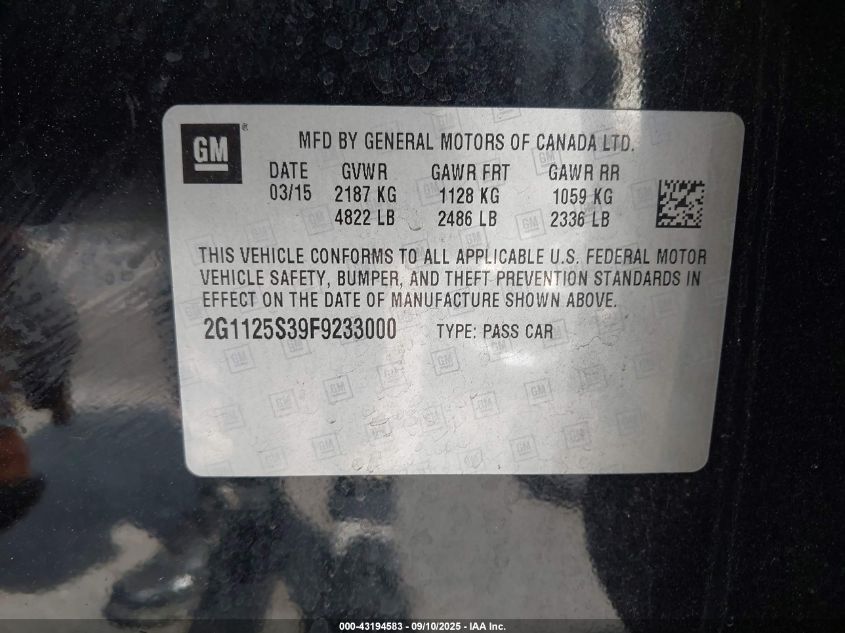 GM
MFD BY GENERAL MOTORS OF CANADA LTD.
DATE GVWR GAWR FRT GAWR RR
03/15 2187 KG 1128 KG 1059 KG
4822 LB 2486 LB 2336 LB
THIS VEHICLE CONFORMS TO ALL APPLICABLE U.S. FEDERAL MOTOR
VEHICLE SAFETY, BUMPER, AND THEFT PREVENTION STANDARDS IN
EFFECT ON THE DATE OF MANUFACTURE SHOWN ABOVE.
2G1125S39F9233000 TYPE: PASS CAR
000-43194583 - 09/10/2025 - IAA Inc.